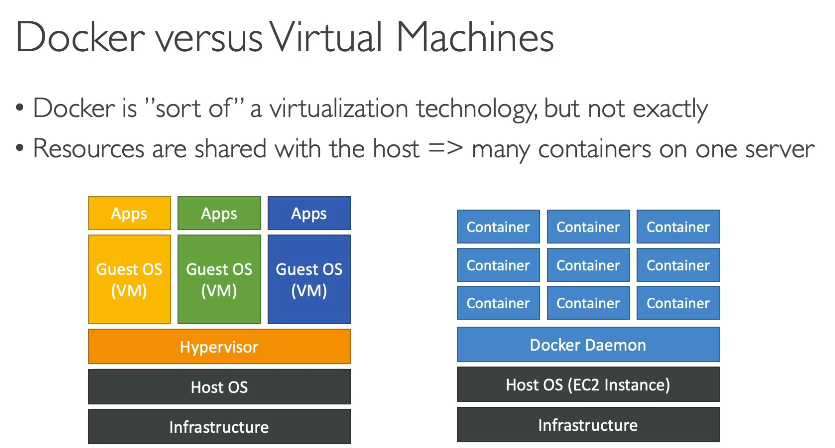 Docker versus Virtual Machines
• Docker is ”sort of” a virtualization technology, but not exactly
• Resources are shared with the host => many containers on one server
Apps Apps Apps
Guest OS (VM) Guest OS (VM) Guest OS (VM)
Hypervisor
Host OS
Infrastructure
Container Container Container
Container Container Container
Container Container Container
Docker Daemon
Host OS (EC2 Instance)
Infrastructure